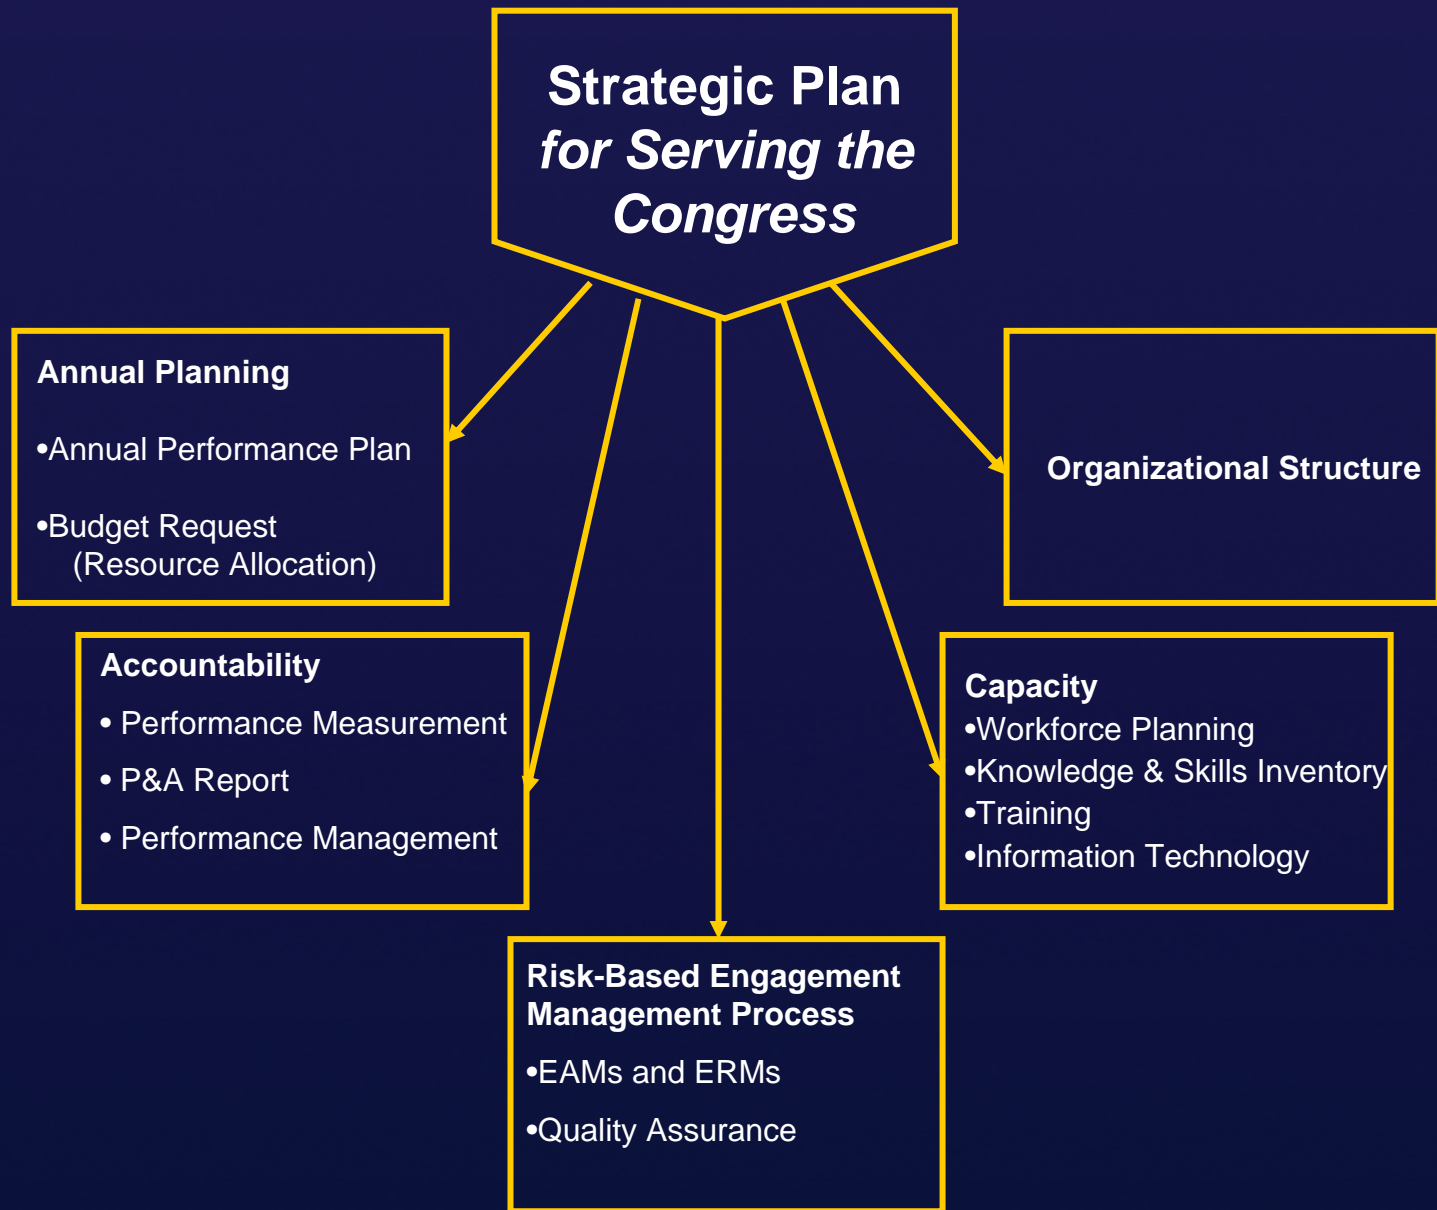 Strategic Plan
for Serving the
Congress
Annual Planning
•Annual Performance Plan
•Budget Request
(Resource Allocation)
Organizational Structure
Accountability
• Performance Measurement
• P&A Report
• Performance Management
Capacity
•Workforce Planning
•Knowledge & Skills Inventory
•Training
•Information Technology
Risk-Based Engagement
Management Process
•EAMs and ERMs
•Quality Assurance